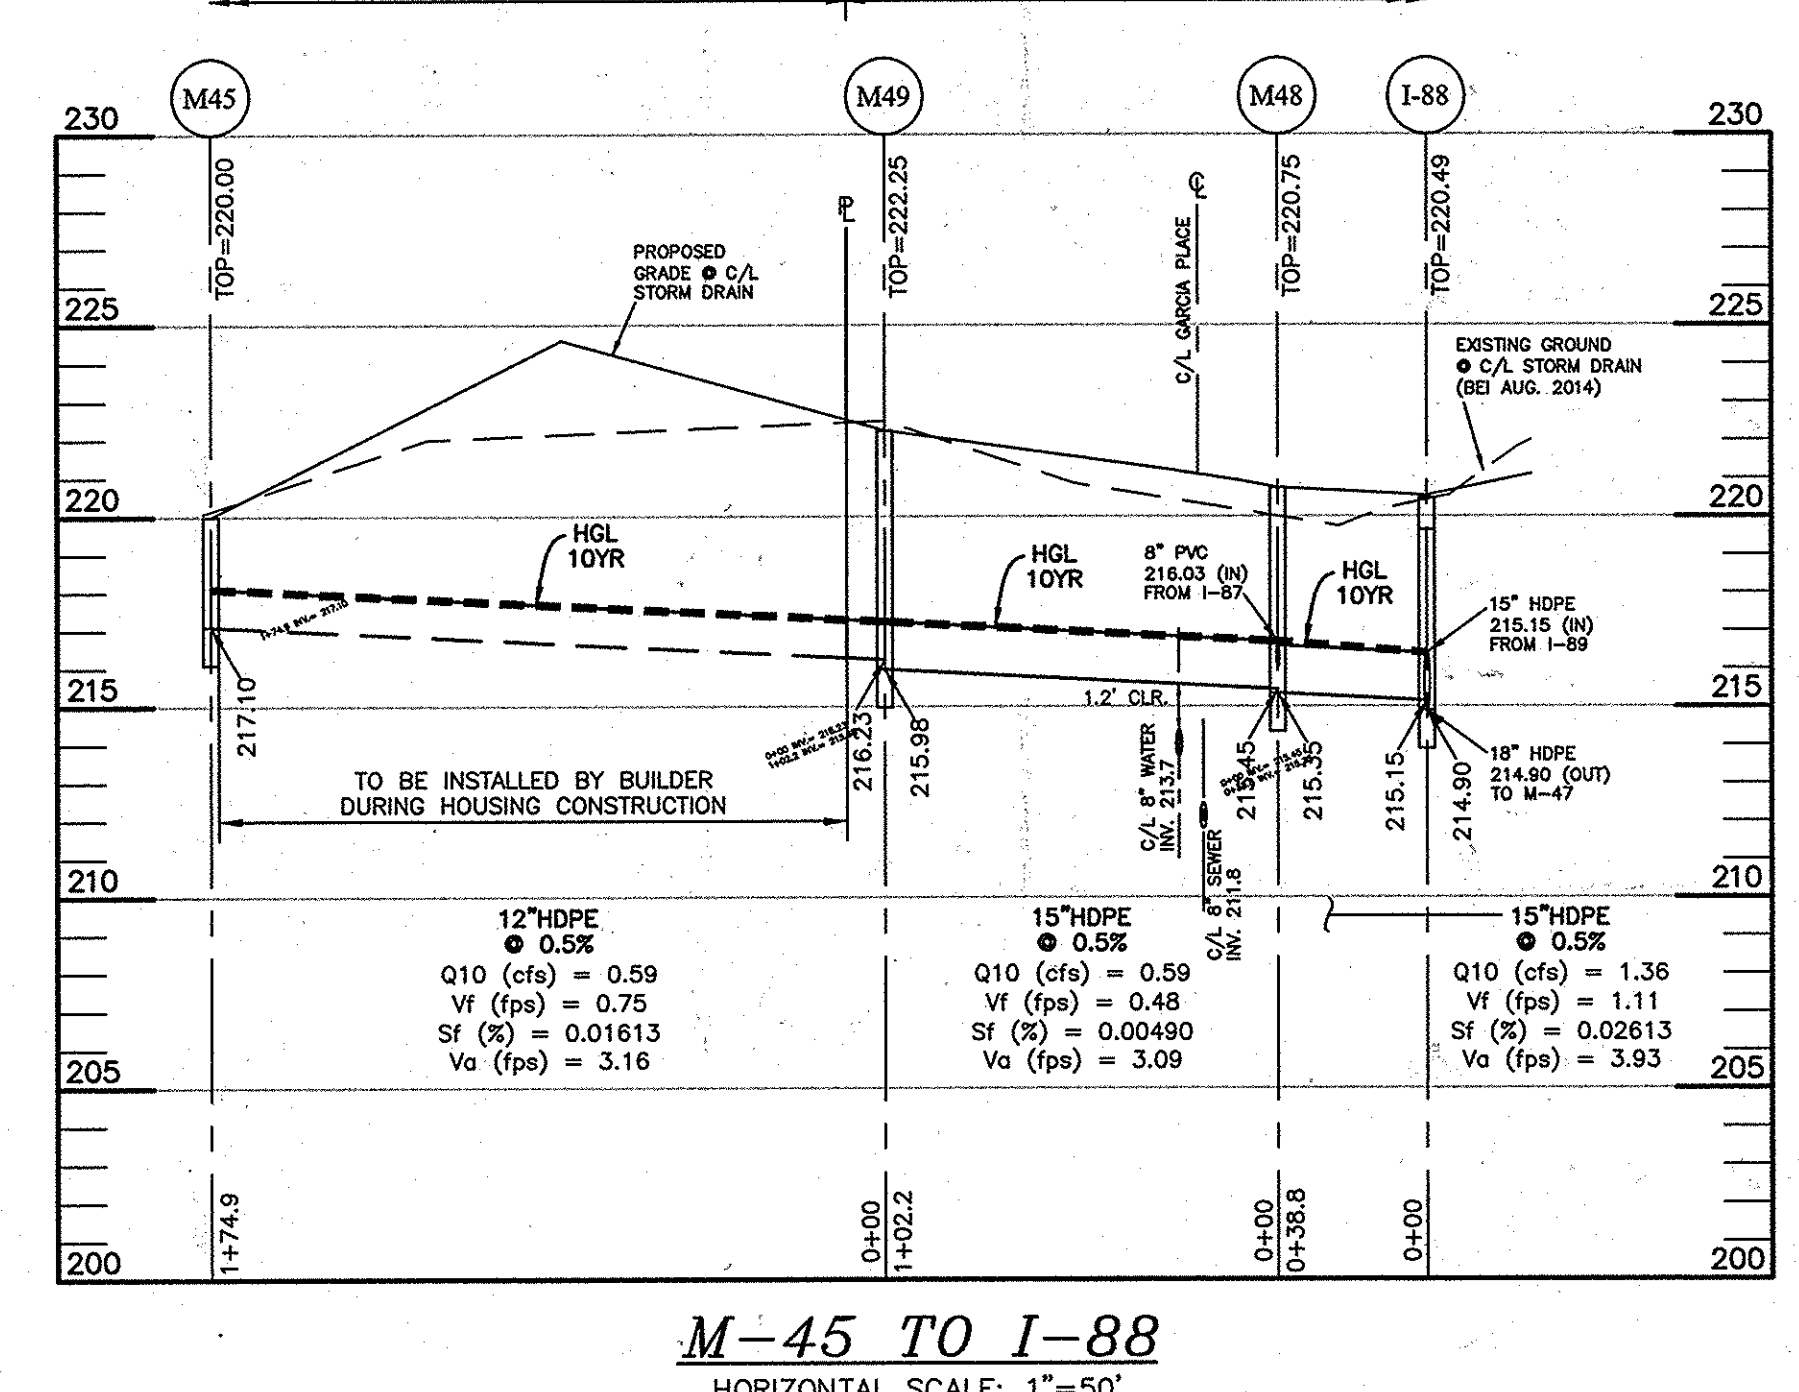 M45
M49
M48
I-88
230
230
TOP=220.00
TOP=222.25
TOP=220.75
TOP=220.49
PL
CL
C/L GARCIA PLACE
PROPOSED
GRADE @ C/L
STORM DRAIN
225
225
EXISTING GROUND
@ C/L STORM DRAIN
(BEI AUG. 2014)
220
220
HGL
10YR
HGL
10YR
8" PVC
216.03 (IN)
FROM I-87
HGL
10YR
15" HDPE
215.15 (IN)
FROM I-89
1+74.9 INV.= 217.10
215
215
217.10
216.23
215.98
1.2' CLR.
C/L 8" WATER
INV. 213.7
C/L 8" SEWER
INV. 211.8
215.45
215.35
215.15
214.90
18" HDPE
214.90 (OUT)
TO M-47
TO BE INSTALLED BY BUILDER
DURING HOUSING CONSTRUCTION
210
210
12"HDPE
@ 0.5%
Q10 (cfs) = 0.59
Vf (fps) = 0.75
Sf (%) = 0.01613
Va (fps) = 3.16
15"HDPE
@ 0.5%
Q10 (cfs) = 0.59
Vf (fps) = 0.48
Sf (%) = 0.00490
Va (fps) = 3.09
15"HDPE
@ 0.5%
Q10 (cfs) = 1.36
Vf (fps) = 1.11
Sf (%) = 0.02613
Va (fps) = 3.93
205
205
1+74.9
0+00
1+02.2
0+00
0+38.8
0+00
200
200
M-45 TO I-88
HORIZONTAL SCALE: 1"=50'